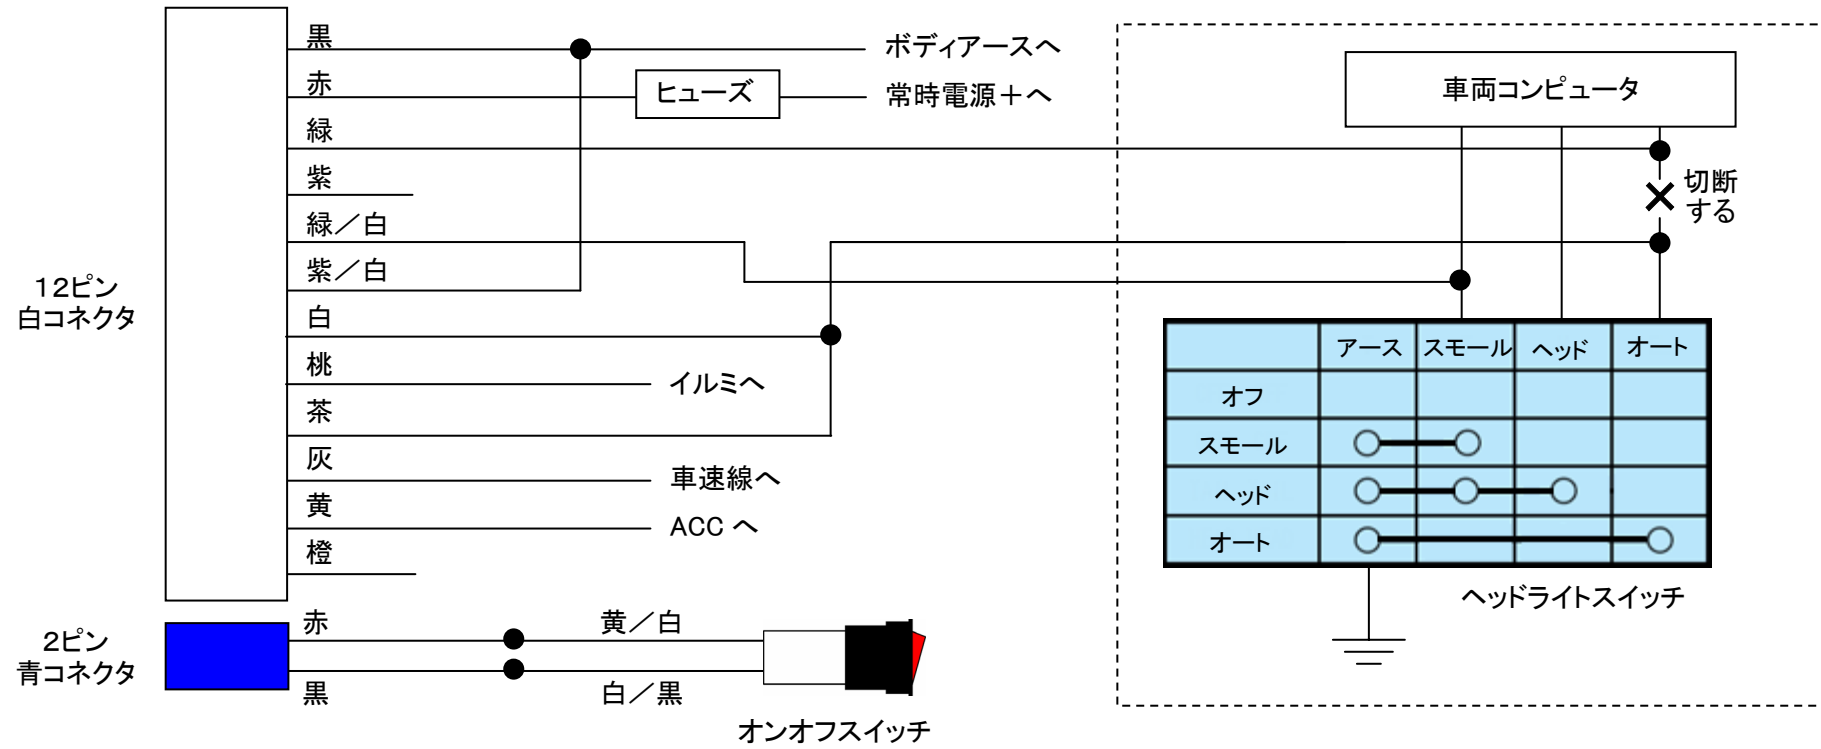 12ピン
白コネクタ
黒
赤
緑
紫
緑／白
紫／白
白
桃
茶
灰
黄
橙
ボディアースへ
ヒューズ
常時電源＋へ
イルミへ
車速線へ
ACC へ
2ピン
青コネクタ
赤
黒
黄／白
白／黒
オンオフスイッチ
車両コンピュータ
切断
する
アース スモール ヘッド オート
オフ
スモール
ヘッド
オート
ヘッドライトスイッチ